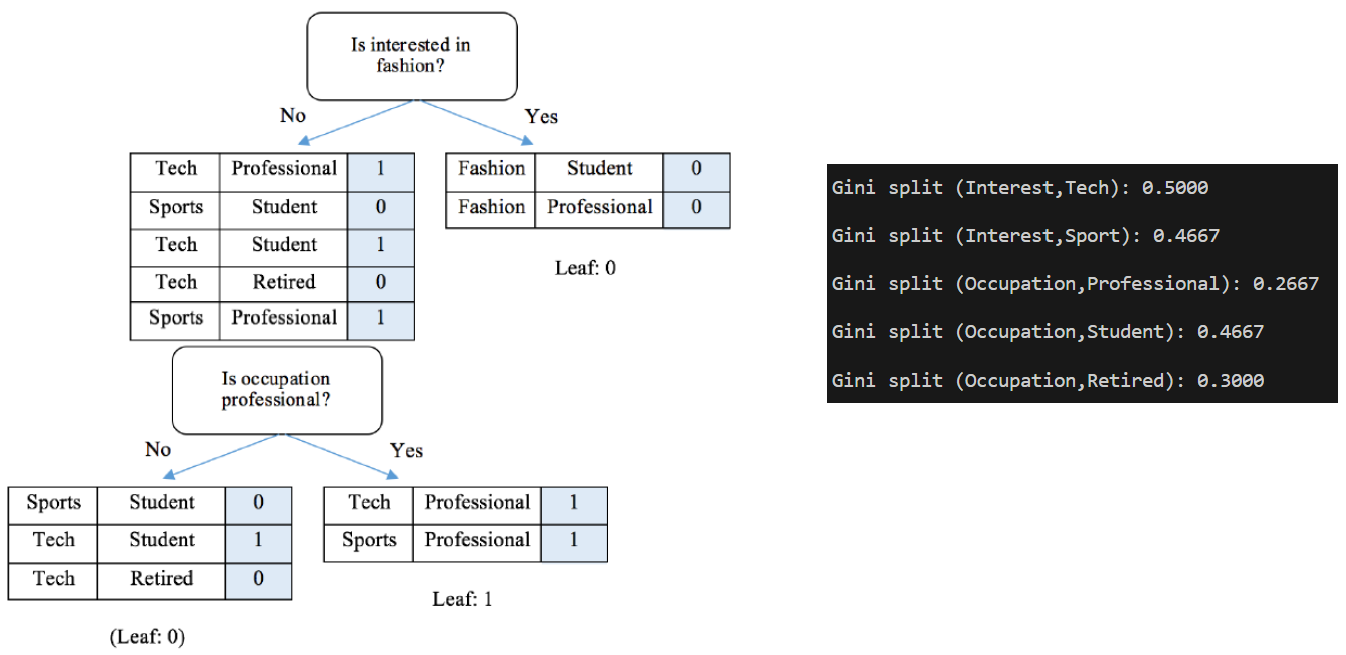 Is interested in
fashion?
No
Yes
Tech Professional 1
Sports Student 0
Tech Student 1
Tech Retired 0
Sports Professional 1
Fashion Student 0
Fashion Professional 0
Leaf: 0
Is occupation
professional?
No
Yes
Sports Student 0
Tech Student 1
Tech Retired 0
(Leaf: 0)
Tech Professional 1
Sports Professional 1
Leaf: 1
Gini split (Interest,Tech): 0.5000
Gini split (Interest,Sport): 0.4667
Gini split (Occupation,Professional): 0.2667
Gini split (Occupation,Student): 0.4667
Gini split (Occupation,Retired): 0.3000